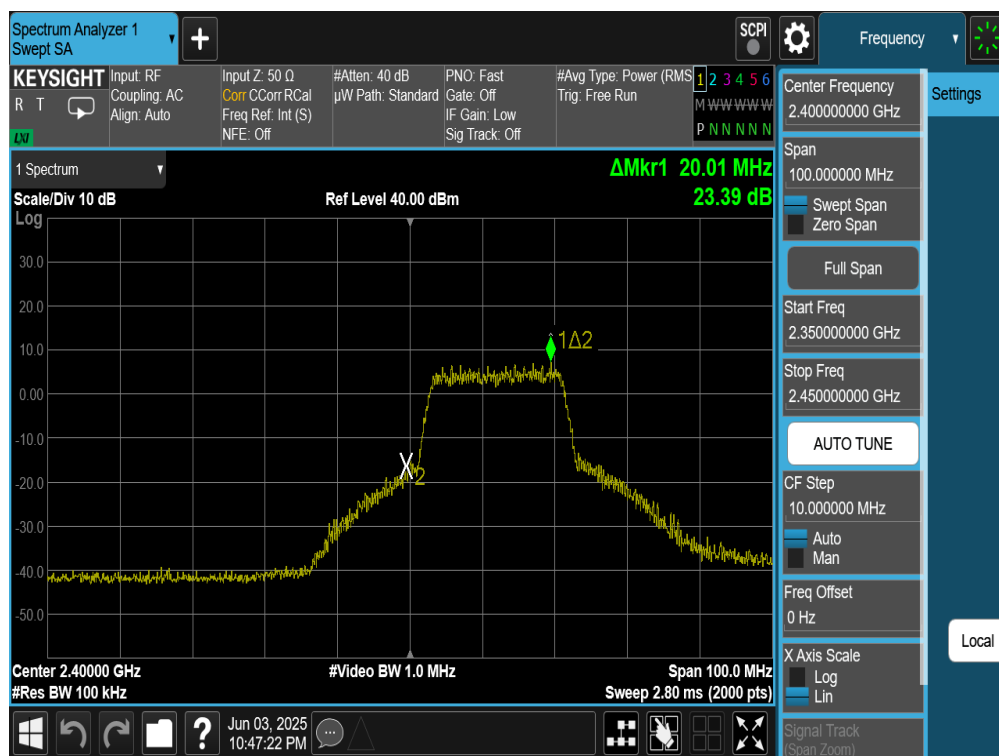 Spectrum Analyzer 1
Swept SA
+
SCPI
Frequency
KEYSIGHT
R T
LXI
Input: RF
Coupling: AC
Align: Auto
Input Z: 50 Ω
Corr CCorr RCal
Freq Ref: Int (S)
NFE: Off
#Atten: 40 dB
µW Path: Standard
PNO: Fast
Gate: Off
IF Gain: Low
Sig Track: Off
#Avg Type: Power (RMS
Trig: Free Run
1 2 3 4 5 6
M W W W W W
P N N N N N
1 Spectrum
ΔMkr1 20.01 MHz
23.39 dB
Scale/Div 10 dB
Ref Level 40.00 dBm
Log
30.0
20.0
10.0
0.00
-10.0
-20.0
-30.0
-40.0
-50.0
1Δ2
2
Center 2.40000 GHz
#Video BW 1.0 MHz
Span 100.0 MHz
#Res BW 100 kHz
Sweep 2.80 ms (2000 pts)
?
Jun 03, 2025
10:47:22 PM
Center Frequency
2.400000000 GHz
Span
100.000000 MHz
Swept Span
Zero Span
Full Span
Start Freq
2.350000000 GHz
Stop Freq
2.450000000 GHz
AUTO TUNE
CF Step
10.000000 MHz
Auto
Man
Freq Offset
0 Hz
X Axis Scale
Log
Lin
Signal Track
(Span Zoom)
Settings
Local